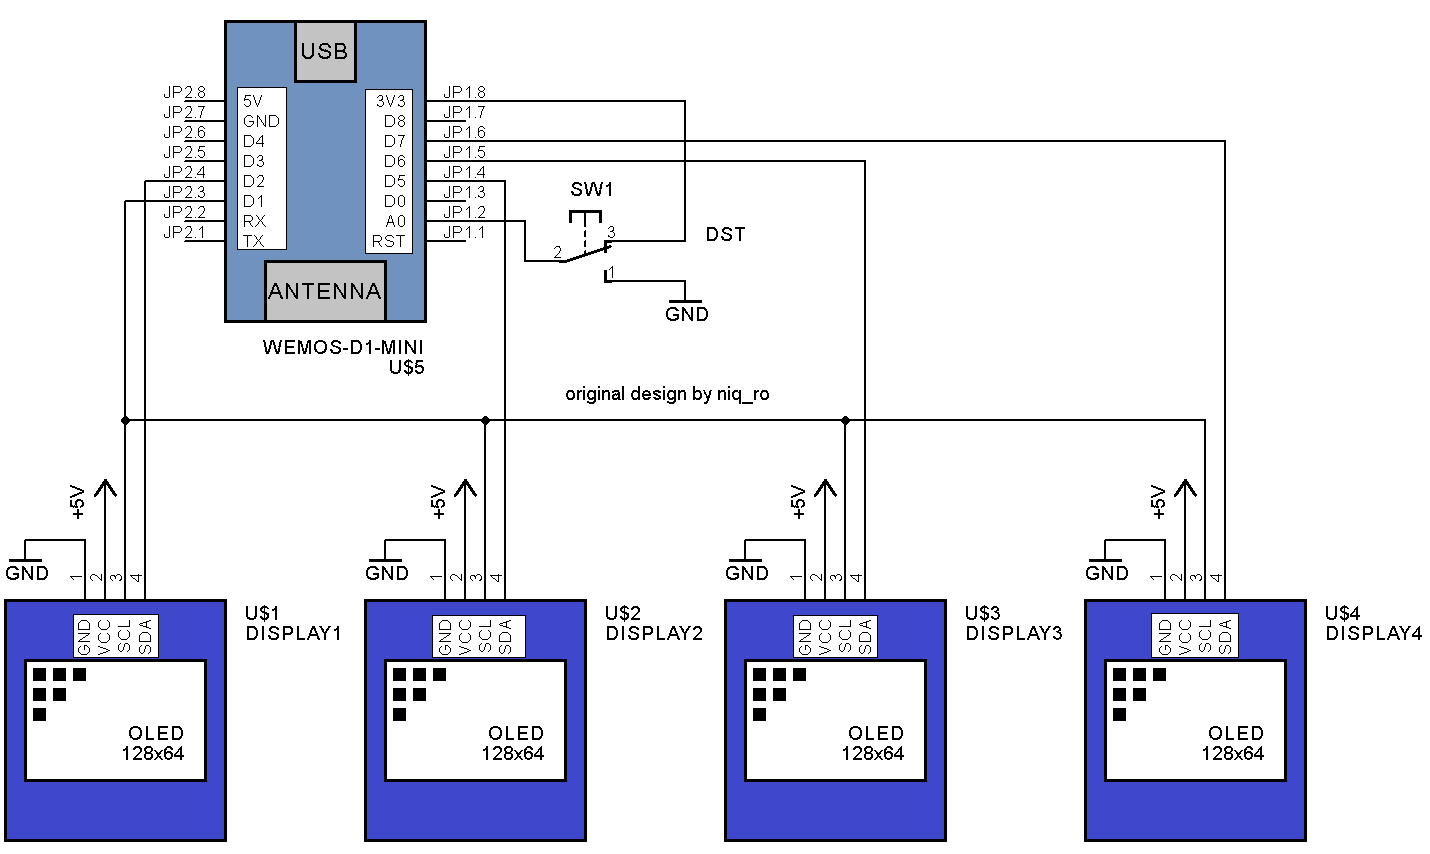 USB
JP2.8 5V 3V3 JP1.8
JP2.7 GND D8 JP1.7
JP2.6 D4 D7 JP1.6
JP2.5 D3 D6 JP1.5
JP2.4 D2 D5 JP1.4
JP2.3 D1 D0 JP1.3
JP2.2 RX A0 JP1.2
JP2.1 TX RST JP1.1
ANTENNA
WEMOS-D1-MINI
U$5
SW1
3
2
1
DST
GND
original design by niq_ro
+5V
GND
1
2
3
4
U$1
DISPLAY1
GND
VCC
SCL
SDA
OLED
128x64
+5V
GND
1
2
3
4
U$2
DISPLAY2
GND
VCC
SCL
SDA
OLED
128x64
+5V
GND
1
2
3
4
U$3
DISPLAY3
GND
VCC
SCL
SDA
OLED
128x64
+5V
GND
1
2
3
4
U$4
DISPLAY4
GND
VCC
SCL
SDA
OLED
128x64